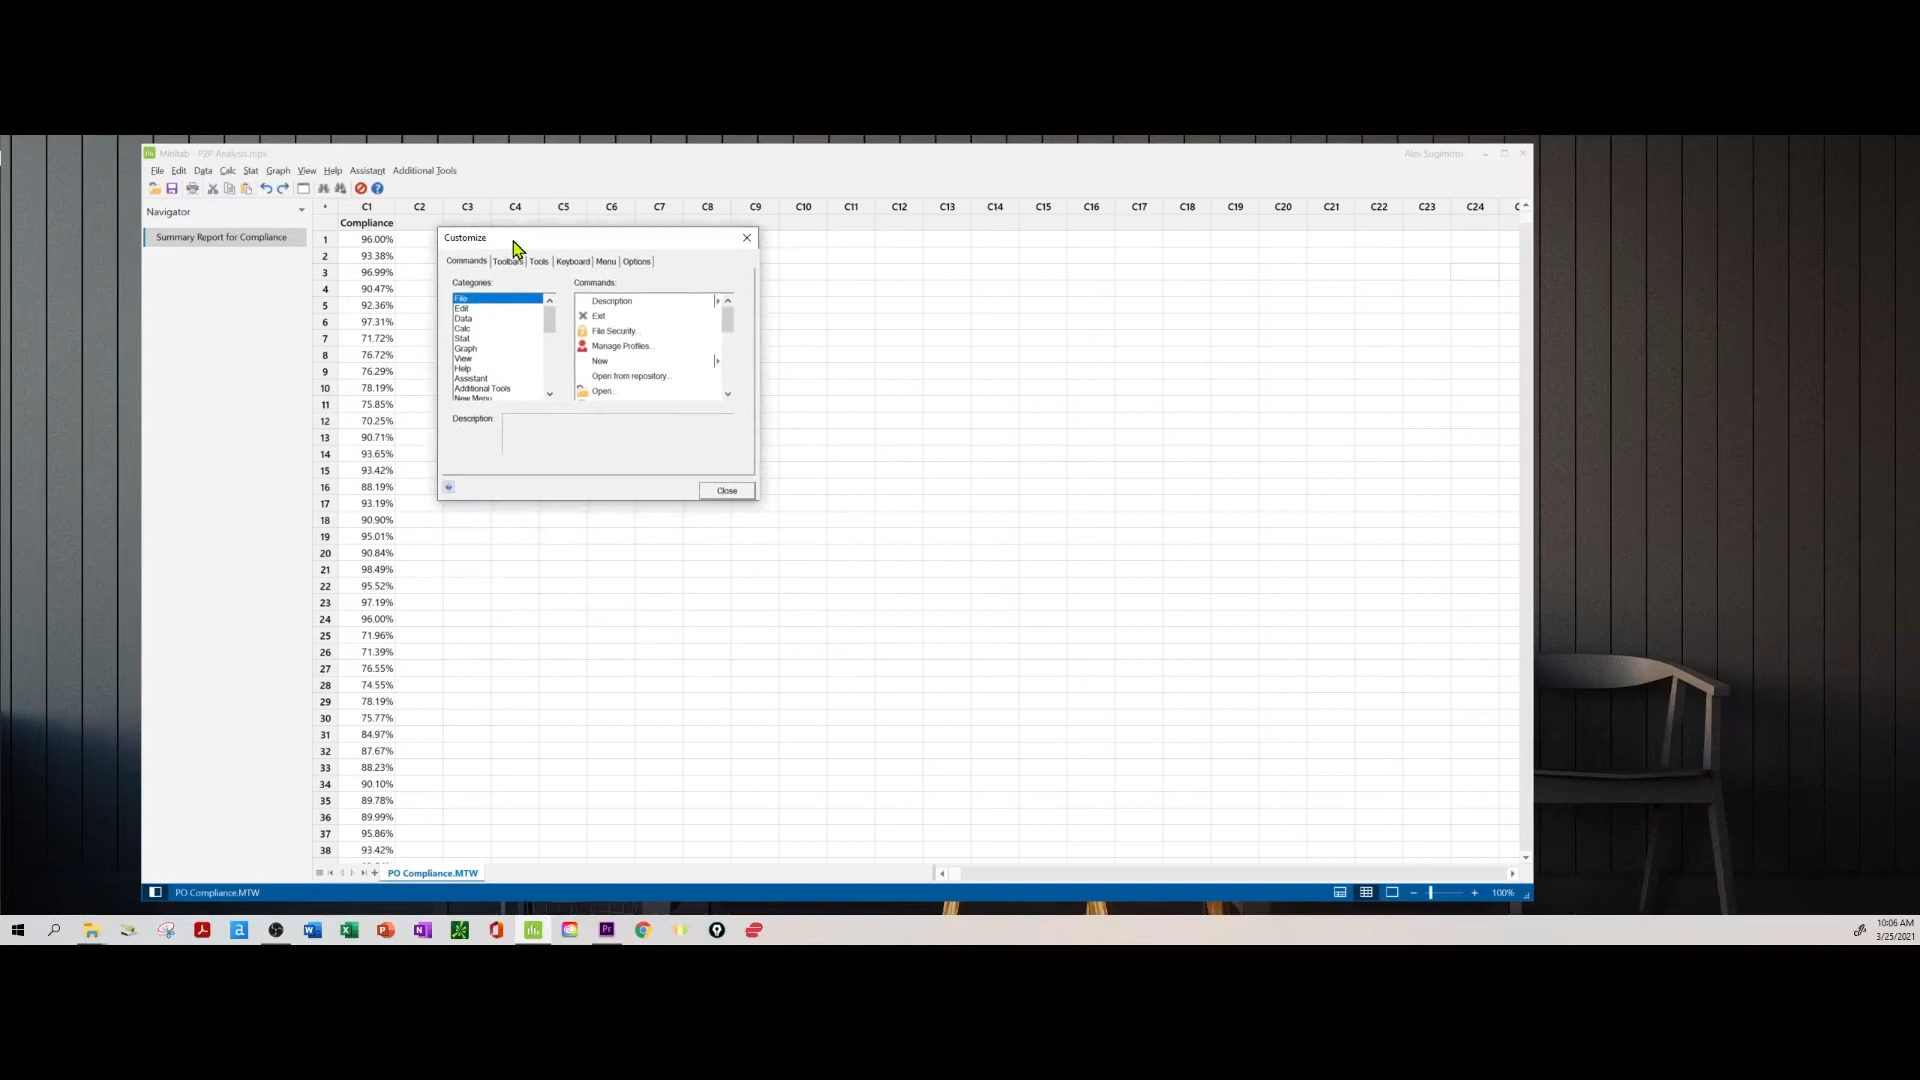 Minitab - P2P Analysis.mpx
Alex Sugimoto
File Edit Data Calc Stat Graph View Help Assistant Additional Tools
Navigator
Summary Report for Compliance
C1 C2 C3 C4 C5 C6 C7 C8 C9 C10 C11 C12 C13 C14 C15 C16 C17 C18 C19 C20 C21 C22 C23 C24 C
Compliance
1 96.00%
2 93.38%
3 96.99%
4 90.47%
5 92.36%
6 97.31%
7 71.72%
8 76.72%
9 76.29%
10 78.19%
11 75.85%
12 70.25%
13 90.71%
14 93.65%
15 93.42%
16 88.19%
17 93.19%
18 90.90%
19 95.01%
20 90.84%
21 98.49%
22 95.52%
23 97.19%
24 96.00%
25 71.96%
26 71.39%
27 76.55%
28 74.55%
29 78.19%
30 75.77%
31 84.97%
32 87.67%
33 88.23%
34 90.10%
35 89.78%
36 89.99%
37 95.86%
38 93.42%
Customize
Commands Toolbars Tools Keyboard Menu Options
Categories:
File
Edit
Data
Calc
Stat
Graph
View
Help
Assistant
Additional Tools
New Menu
Commands:
Description
Exit
File Security...
Manage Profiles...
New
Open from repository...
Open...
Description:
Close
PO Compliance.MTW
PO Compliance.MTW
100%
10:06 AM
3/25/2021